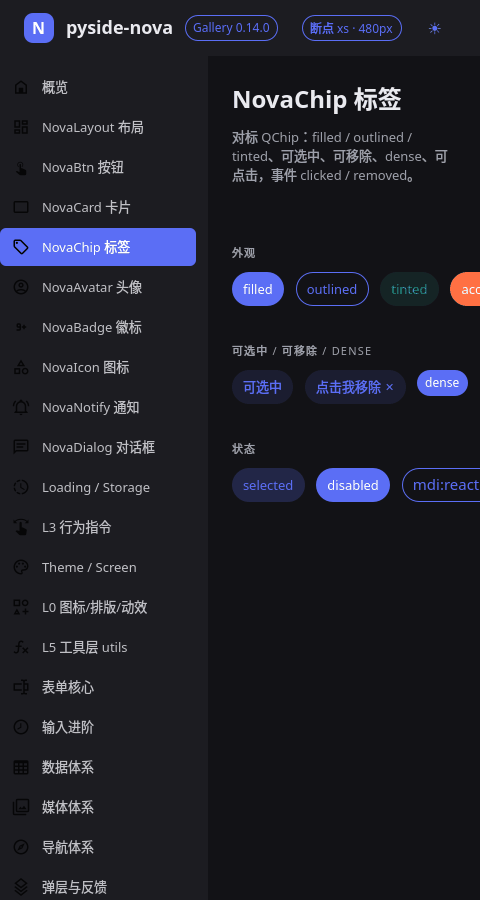 N pyside-nova Gallery 0.14.0 断点 xs · 480px
概览
NovaLayout 布局
NovaBtn 按钮
NovaCard 卡片
NovaChip 标签
NovaAvatar 头像
9+ NovaBadge 徽标
NovaIcon 图标
NovaNotify 通知
NovaDialog 对话框
Loading / Storage
L3 行为指令
Theme / Screen
L0 图标/排版/动效
L5 工具层 utils
表单核心
输入进阶
数据体系
媒体体系
导航体系
弹层与反馈
NovaChip 标签
对标 QChip：filled / outlined /
tinted、可选中、可移除、dense、可
点击，事件 clicked / removed。
外观
filled outlined tinted acc
可选中 / 可移除 / DENSE
可选中 点击我移除 × dense
状态
selected disabled mdi:react